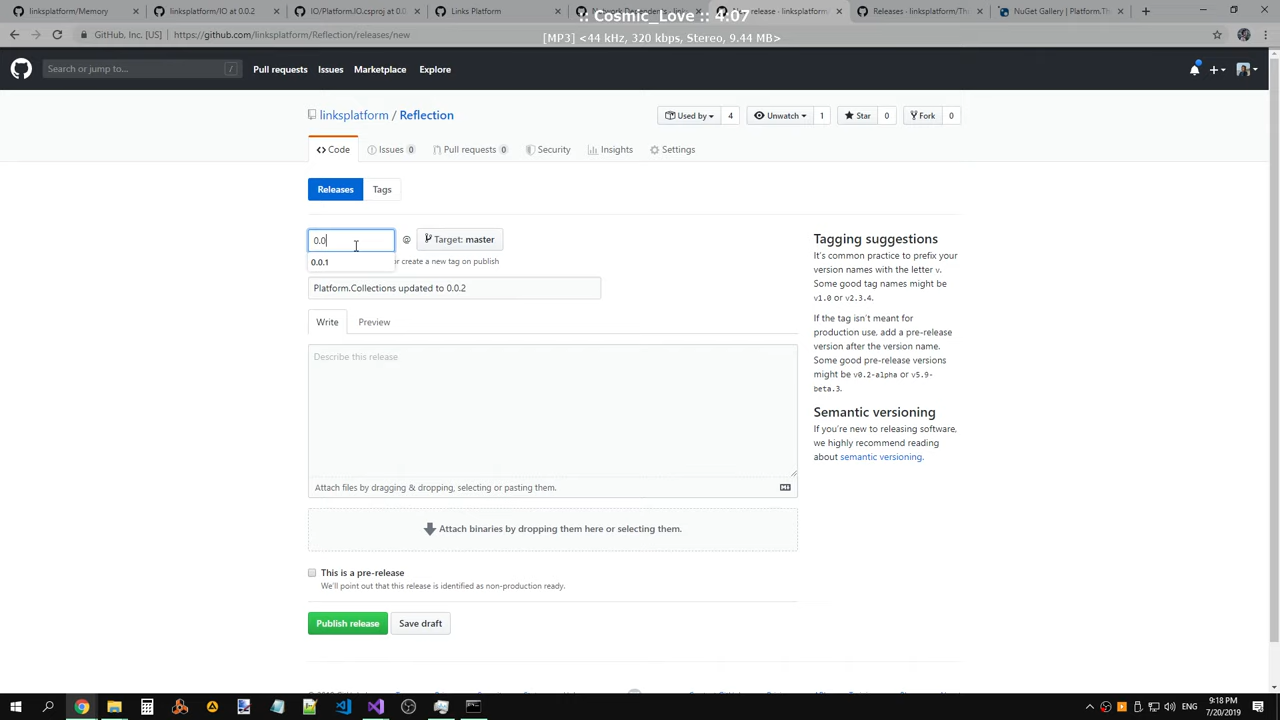 linksplatform/Memory
IO at 0.0.2
IO/Platform.IO.csproj at 0.0.
Links Platform
release · linksplatform/
Releases · linksplatform/Th
NuGet Gallery | Platform.Th
:: Cosmic_Love :: 4:07
[MP3] <44 kHz, 320 kbps, Stereo, 9.44 MB>
GitHub, Inc. [US]
https://github.com/linksplatform/Reflection/releases/new
Search or jump to...
/
Pull requests
Issues
Marketplace
Explore
linksplatform / Reflection
Used by 4
Unwatch 1
Star 0
Fork 0
Code
Issues 0
Pull requests 0
Security
Insights
Settings
Releases
Tags
0.0
@
Target: master
0.0.1
or create a new tag on publish
Platform.Collections updated to 0.0.2
Write
Preview
Describe this release
Attach files by dragging & dropping, selecting or pasting them.
Attach binaries by dropping them here or selecting them.
This is a pre-release
We'll point out that this release is identified as non-production ready.
Publish release
Save draft
Tagging suggestions
It's common practice to prefix your
version names with the letter v.
Some good tag names might be
v1.0 or v2.3.4.
If the tag isn't meant for
production use, add a pre-release
version after the version name.
Some good pre-release versions
might be v0.2-alpha or v5.9-
beta.3.
Semantic versioning
If you're new to releasing software,
we highly recommend reading
about semantic versioning.
9:18 PM
7/20/2019